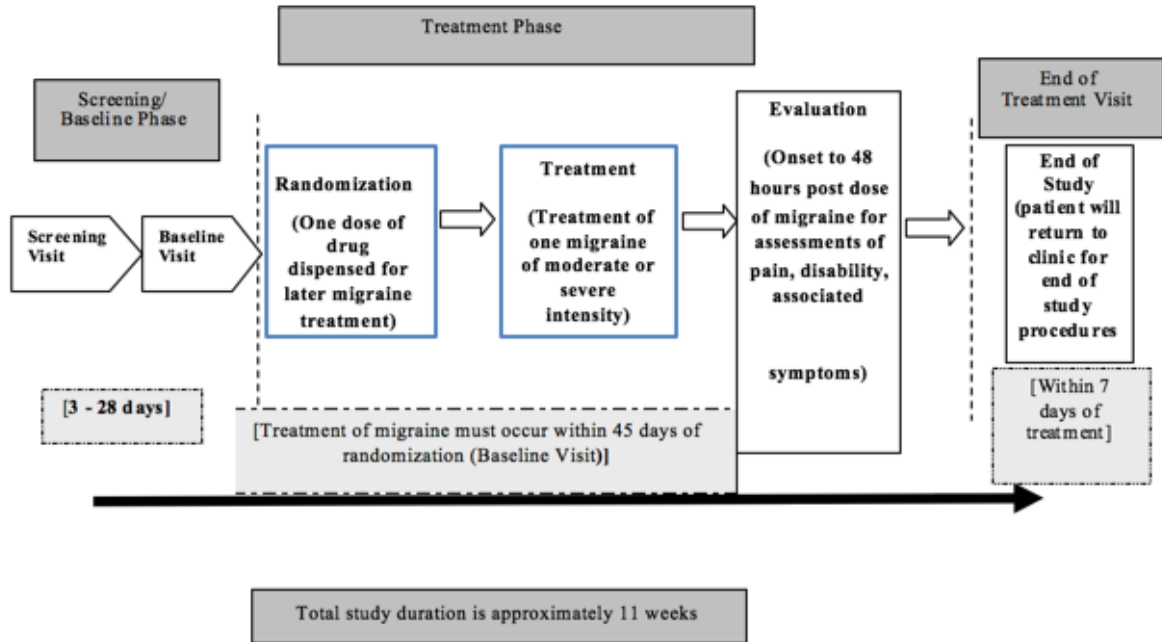 Treatment Phase
Screening/
Baseline Phase
End of
Treatment Visit
Screening
Visit
Baseline
Visit
Randomization
(One dose of
drug
dispensed for
later migraine
treatment)
Treatment
(Treatment of
one migraine
of moderate or
severe
intensity)
Evaluation
(Onset to 48
hours post dose
of migraine for
assessments of
pain, disability,
associated
symptoms)
End of
Study
(patient will
return to
clinic for
end of
study
procedures
[3 - 28 days]
[Treatment of migraine must occur within 45 days of
randomization (Baseline Visit)]
[Within 7
days of
treatment]
Total study duration is approximately 11 weeks